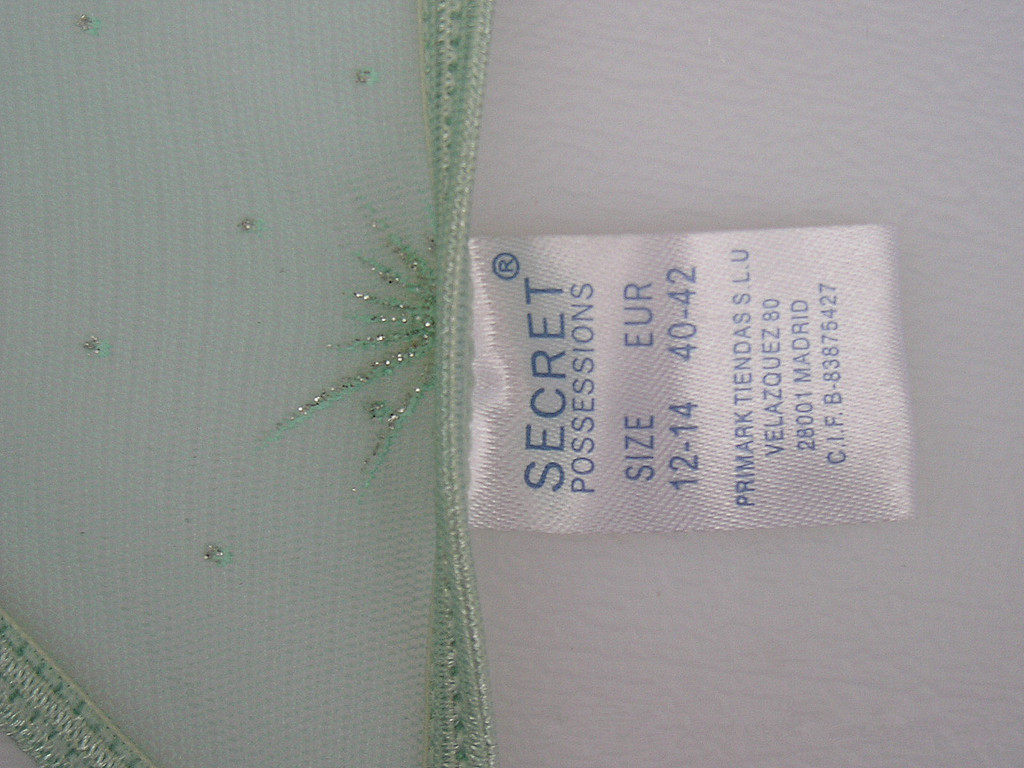 SECRET ®
POSSESSIONS
SIZE EUR
12-14 40-42
PRIMARK TIENDAS S L.U
VELAZQUEZ 80
28001 MADRID
C.I.F. B-83875427